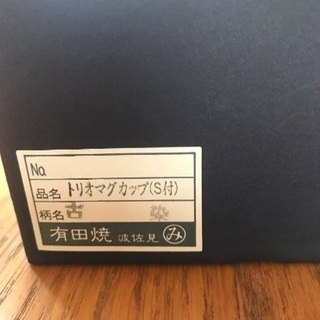 No.
品名 トリオマグカップ(S付)
柄名 古 染
有田焼 波佐見 み